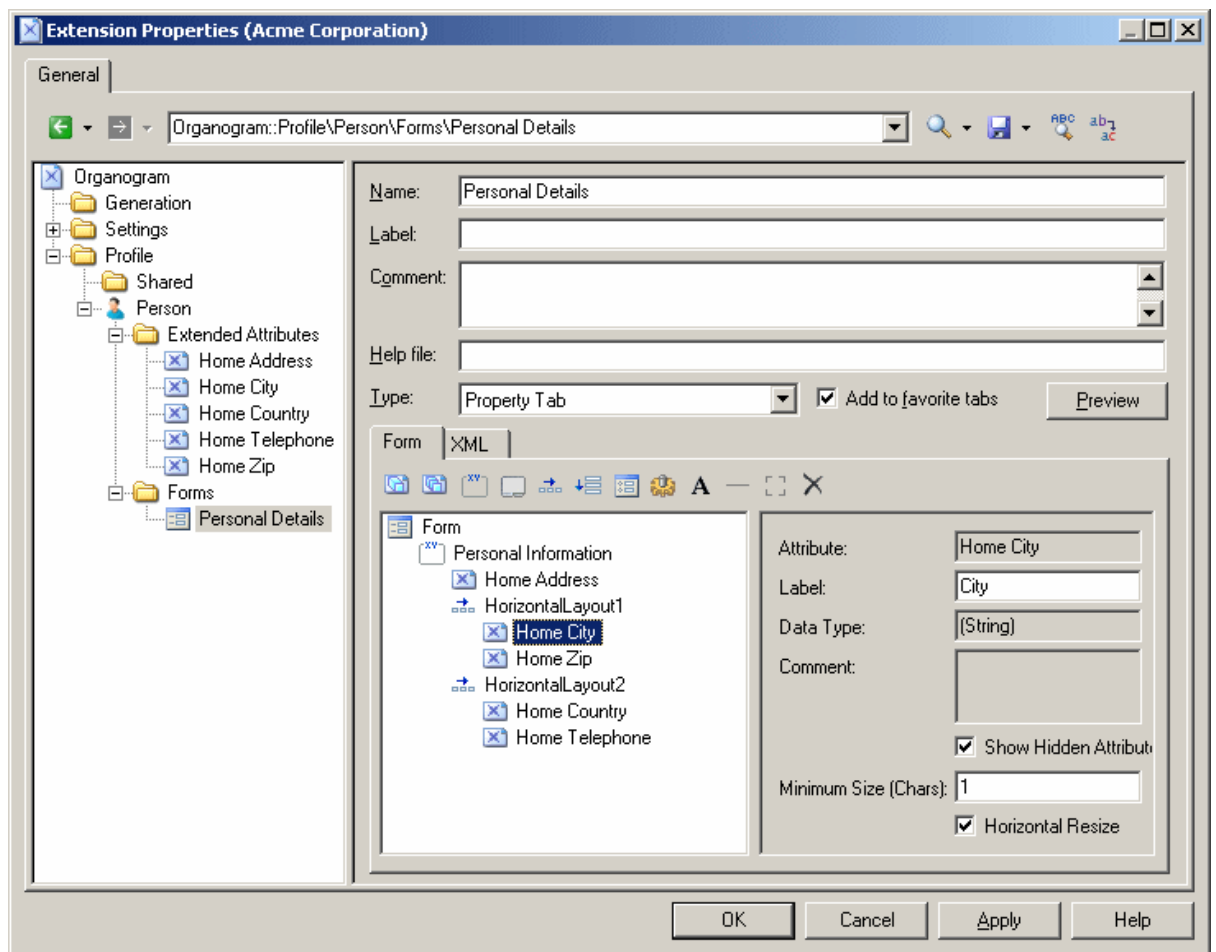 Extension Properties (Acme Corporation)
General
Organogram::Profile\Person\Forms\Personal Details
ABC
ab
ac
Organogram
Generation
Settings
Profile
Shared
Person
Extended Attributes
Home Address
Home City
Home Country
Home Telephone
Home Zip
Forms
Personal Details
Name: Personal Details
Label:
Comment:
Help file:
Type: Property Tab Add to favorite tabs Preview
Form XML
A
Form
Personal Information
Home Address
HorizontalLayout1
Home City
Home Zip
HorizontalLayout2
Home Country
Home Telephone
Attribute: Home City
Label: City
Data Type: (String)
Comment:
Show Hidden Attribut
Minimum Size (Chars): 1
Horizontal Resize
OK Cancel Apply Help